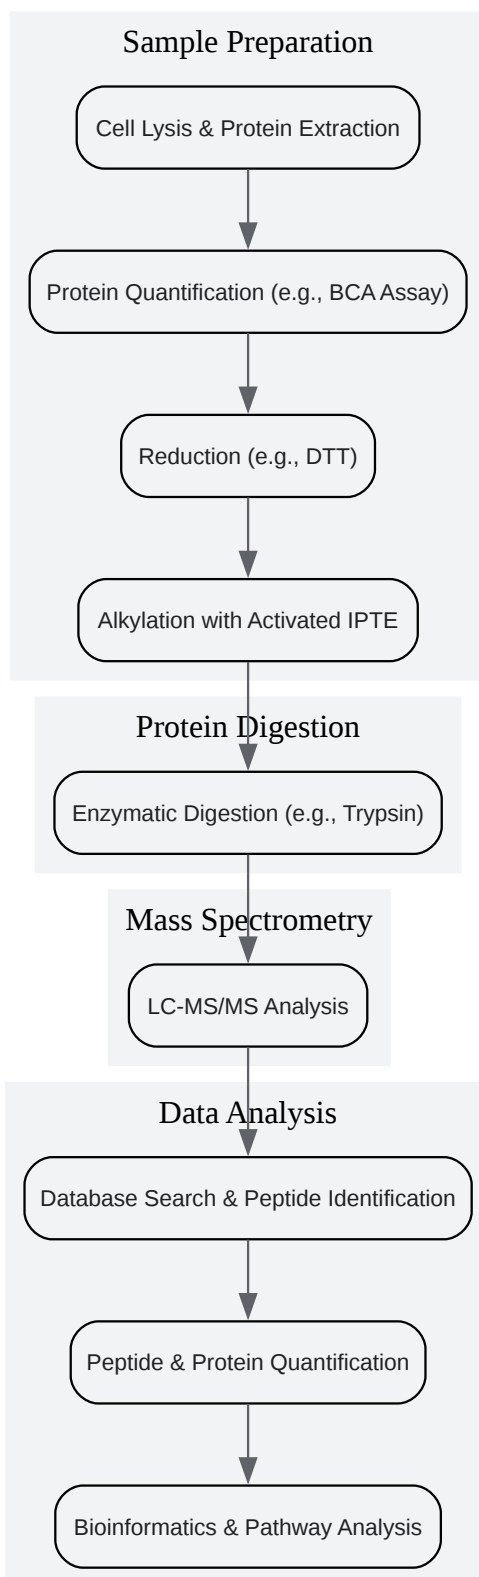 Sample Preparation
Cell Lysis & Protein Extraction
Protein Quantification (e.g., BCA Assay)
Reduction (e.g., DTT)
Alkylation with Activated IPTE
Protein Digestion
Enzymatic Digestion (e.g., Trypsin)
Mass Spectrometry
LC-MS/MS Analysis
Data Analysis
Database Search & Peptide Identification
Peptide & Protein Quantification
Bioinformatics & Pathway Analysis